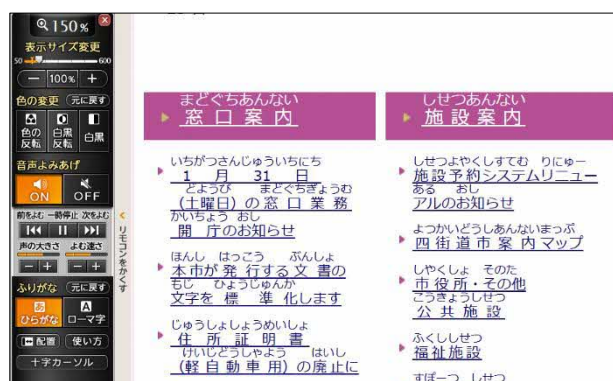 150%
表示サイズ変更
50 600
－ 100% ＋
色の変更 元に戻す
色の反転 白黒反転 白黒
音声よみあげ
ON OFF
前をよむ 一時停止 次をよむ
声の大きさ よむ速さ
－ ＋ － ＋
ふりがな 元に戻す
あ A
ひらがな ローマ字
配置 使い方
十字カーソル
リモコンをかくす
まどぐちあんない
窓口案内
いちがつさんじゅういちにち
1月31日
どようび まどぐちぎょうむ
(土曜日)の窓口業務
かいちょう おし
開庁のお知らせ
ほんし はっこう ぶんしょ
本市が発行する文書の
もじ ひょうじゅんか
文字を標準化します
じゅうしょしょうめいしょ
住所証明書
けいじどうしゃよう はいし
(軽自動車用)の廃止に
しせつあんない
施設案内
しせつよやくしすてむ りにゅー
施設予約システムリニュー
ある おし
アルのお知らせ
よつかいどうしあんないまっぷ
四街道市案内マップ
しやくしょ そのた
市役所・その他
こうきょうしせつ
公共施設
ふくししせつ
福祉施設
すぽーつ しせつ